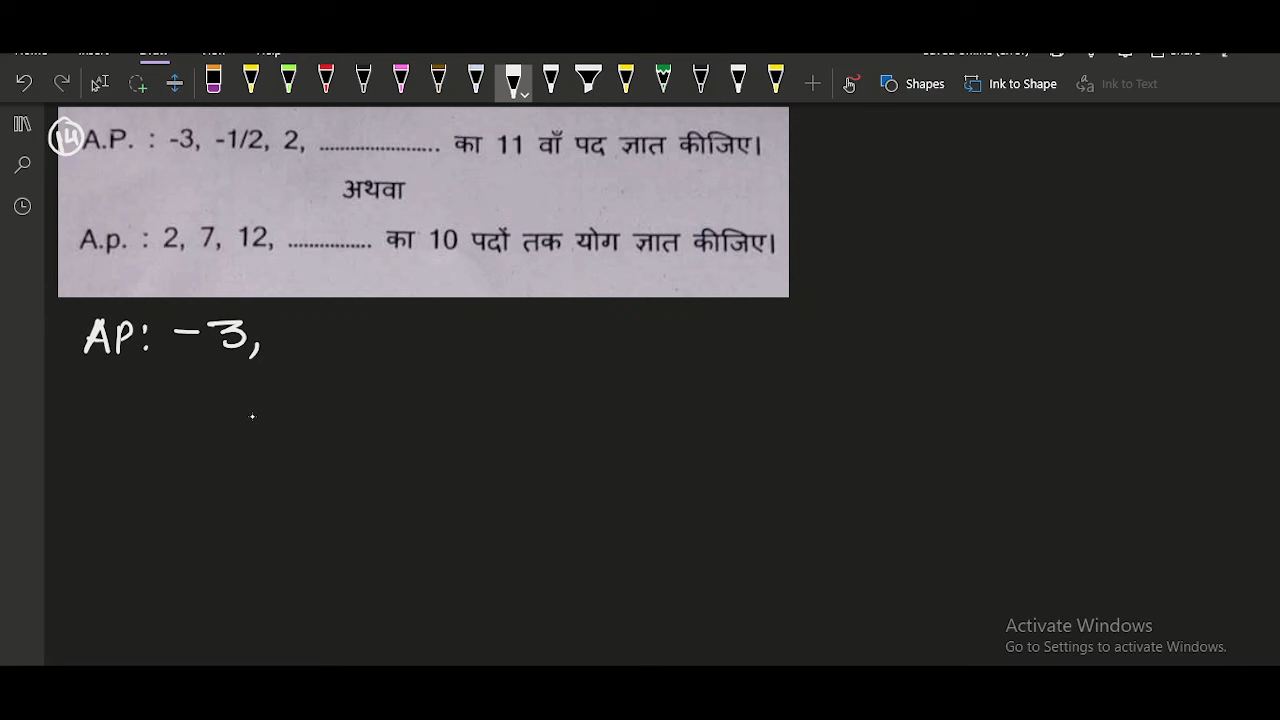 Shapes Ink to Shape Ink to Text
14 A.P. : -3, -1/2, 2, ....................... का 11 वाँ पद ज्ञात कीजिए।
अथवा
A.p. : 2, 7, 12, ................ का 10 पदों तक योग ज्ञात कीजिए।
AP: -3,
Activate Windows
Go to Settings to activate Windows.